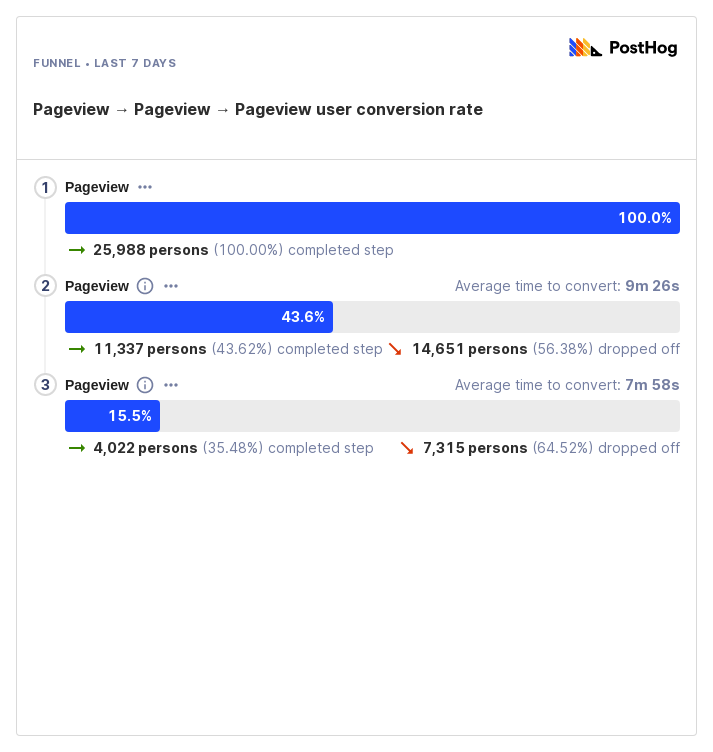 PostHog
FUNNEL • LAST 7 DAYS
Pageview → Pageview → Pageview user conversion rate
1 Pageview
100.0%
→ 25,988 persons (100.00%) completed step
2 Pageview Average time to convert: 9m 26s
43.6%
→ 11,337 persons (43.62%) completed step ↘ 14,651 persons (56.38%) dropped off
3 Pageview Average time to convert: 7m 58s
15.5%
→ 4,022 persons (35.48%) completed step ↘ 7,315 persons (64.52%) dropped off